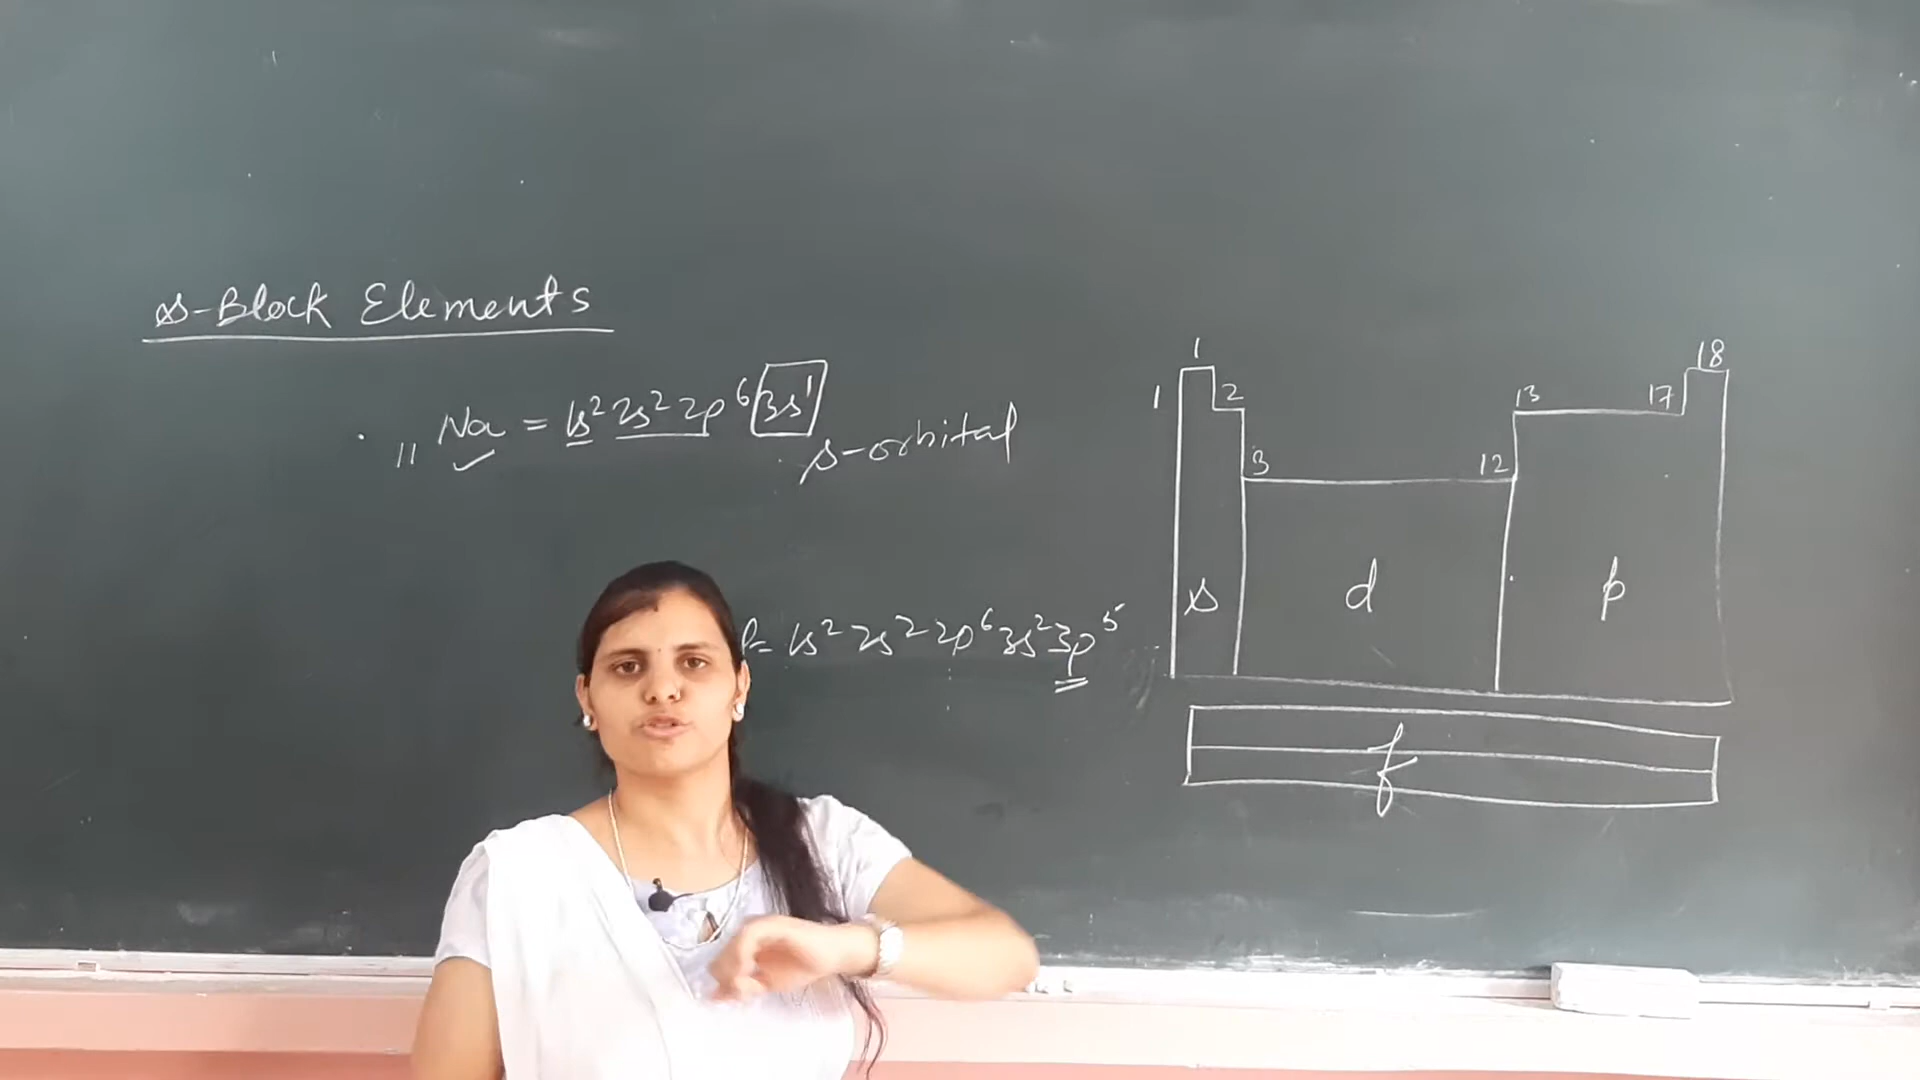 s-Block Elements
11 Na = 1s² 2s² 2p⁶ 3s¹
s-orbital
= 1s² 2s² 2p⁶ 3s² 3p⁵
1 18
1 2 13 17
3 12
s d p
f